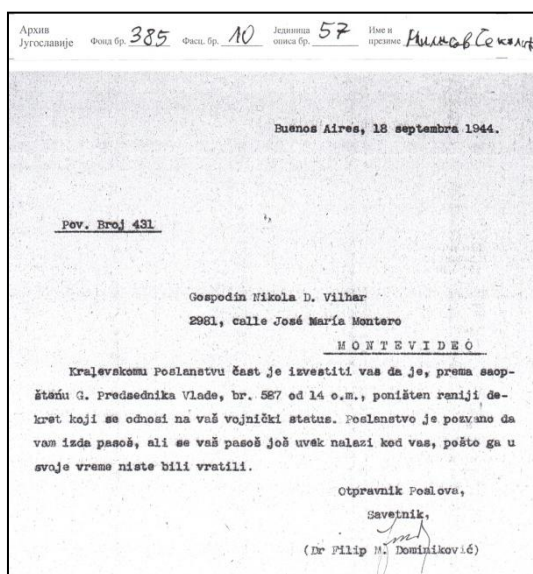 Архив Југославије
Фонд бр. 385
Фасц. бр. 10
Јединица описа бр. 57
Име и презиме
Buenos Aires, 18 septembra 1944.
Pov. Broj 431
Gospodin Nikola D. Vilhar
2981, calle José María Montero
MONTEVIDEO
Kraljevskomu Poslanstvu čast je izvestiti vas da je, prema saop-
štenju G. Predsednika Vlade, br. 587 od 14 o.m., poništen raniji de-
kret koji se odnosi na vaš vojnički status. Poslanstvo je pozvano da
vam izda pasoš, ali se vaš pasoš još uvek nalazi kod vas, pošto ga u
svoje vreme niste bili vratili.
Otpravnik Poslova,
Savetnik,
(Dr Filip M. Dominiković)